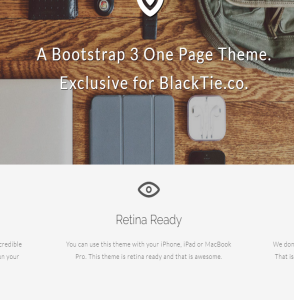 A Bootstrap 3 One Page Theme.
Exclusive for BlackTie.co.
Retina Ready
credible
You can use this theme with your iPhone, iPad or MacBook
We don
your
Pro. This theme is retina ready and that is awesome.
That is